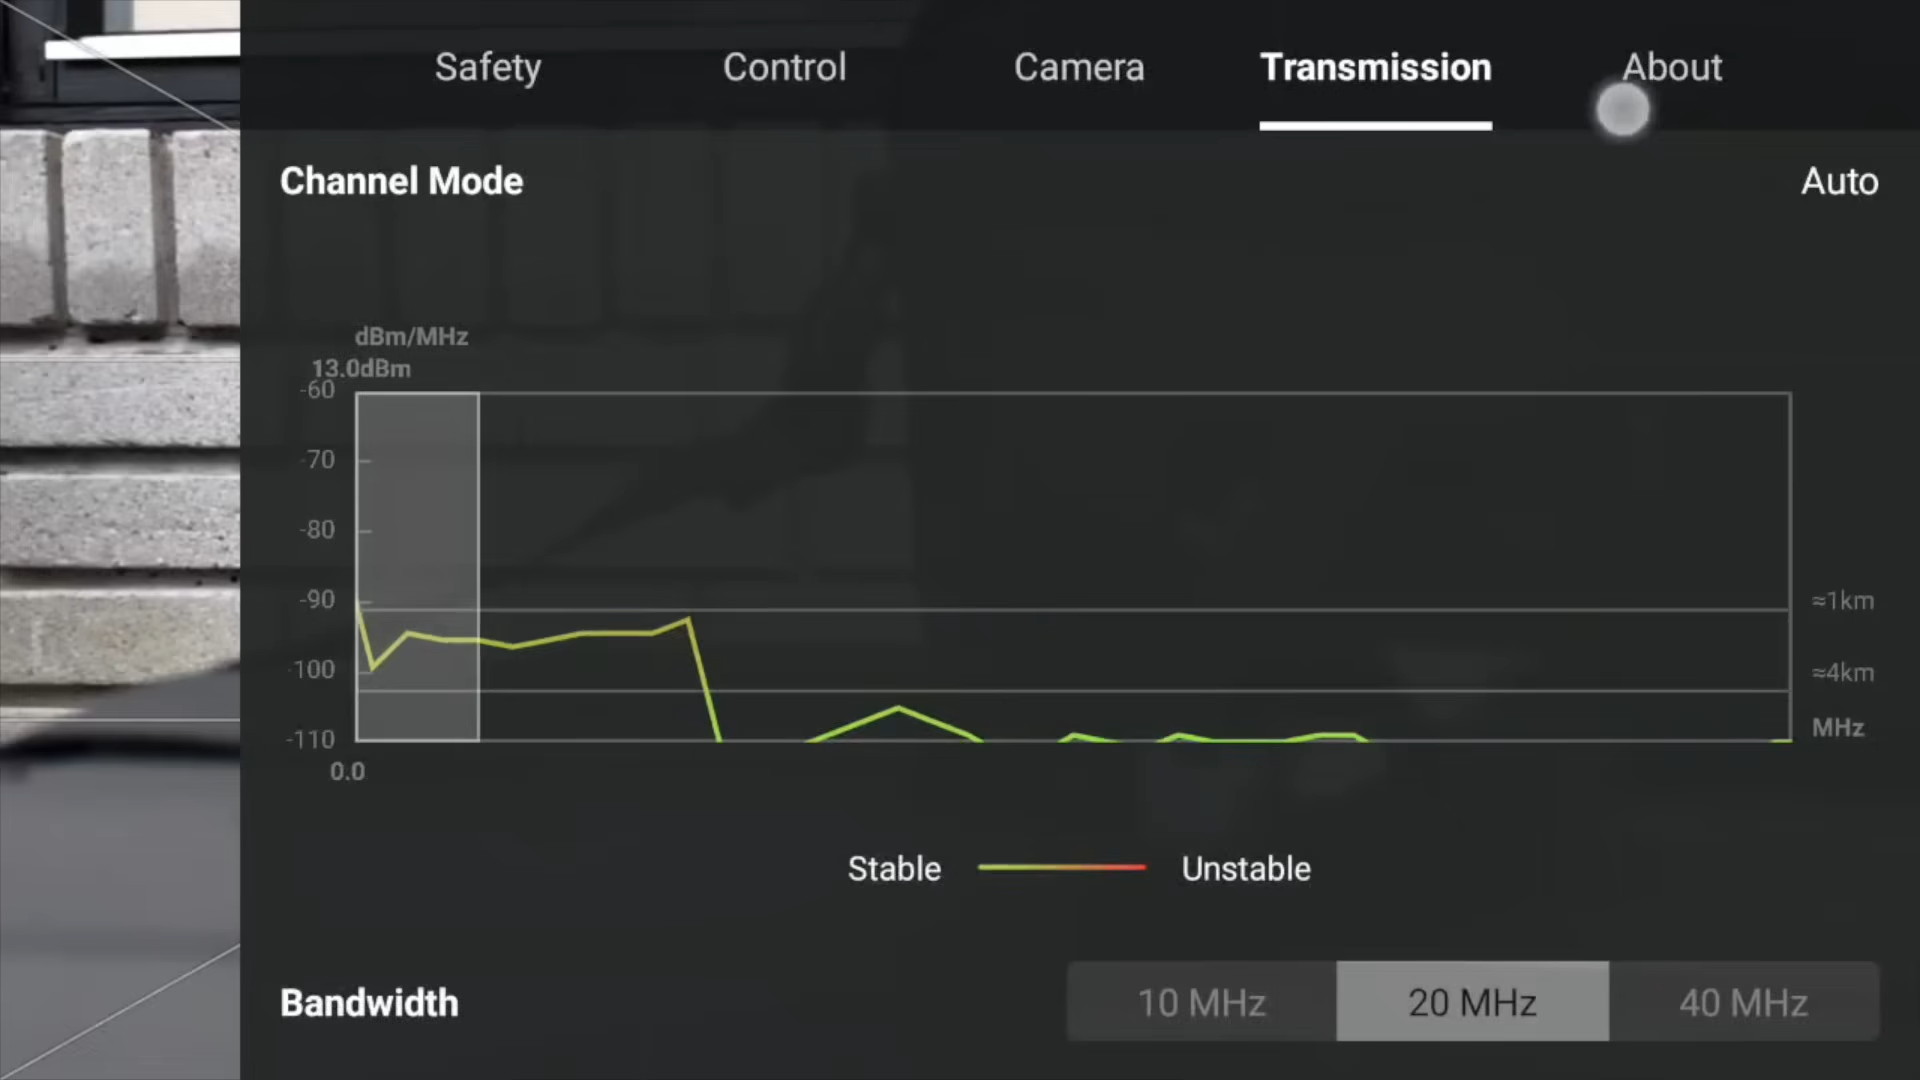 Safety Control Camera Transmission About
Channel Mode Auto
dBm/MHz
13.0dBm
-60
-70
-80
-90 ≈1km
-100 ≈4km
-110 MHz
0.0
Stable Unstable
Bandwidth 10 MHz 20 MHz 40 MHz